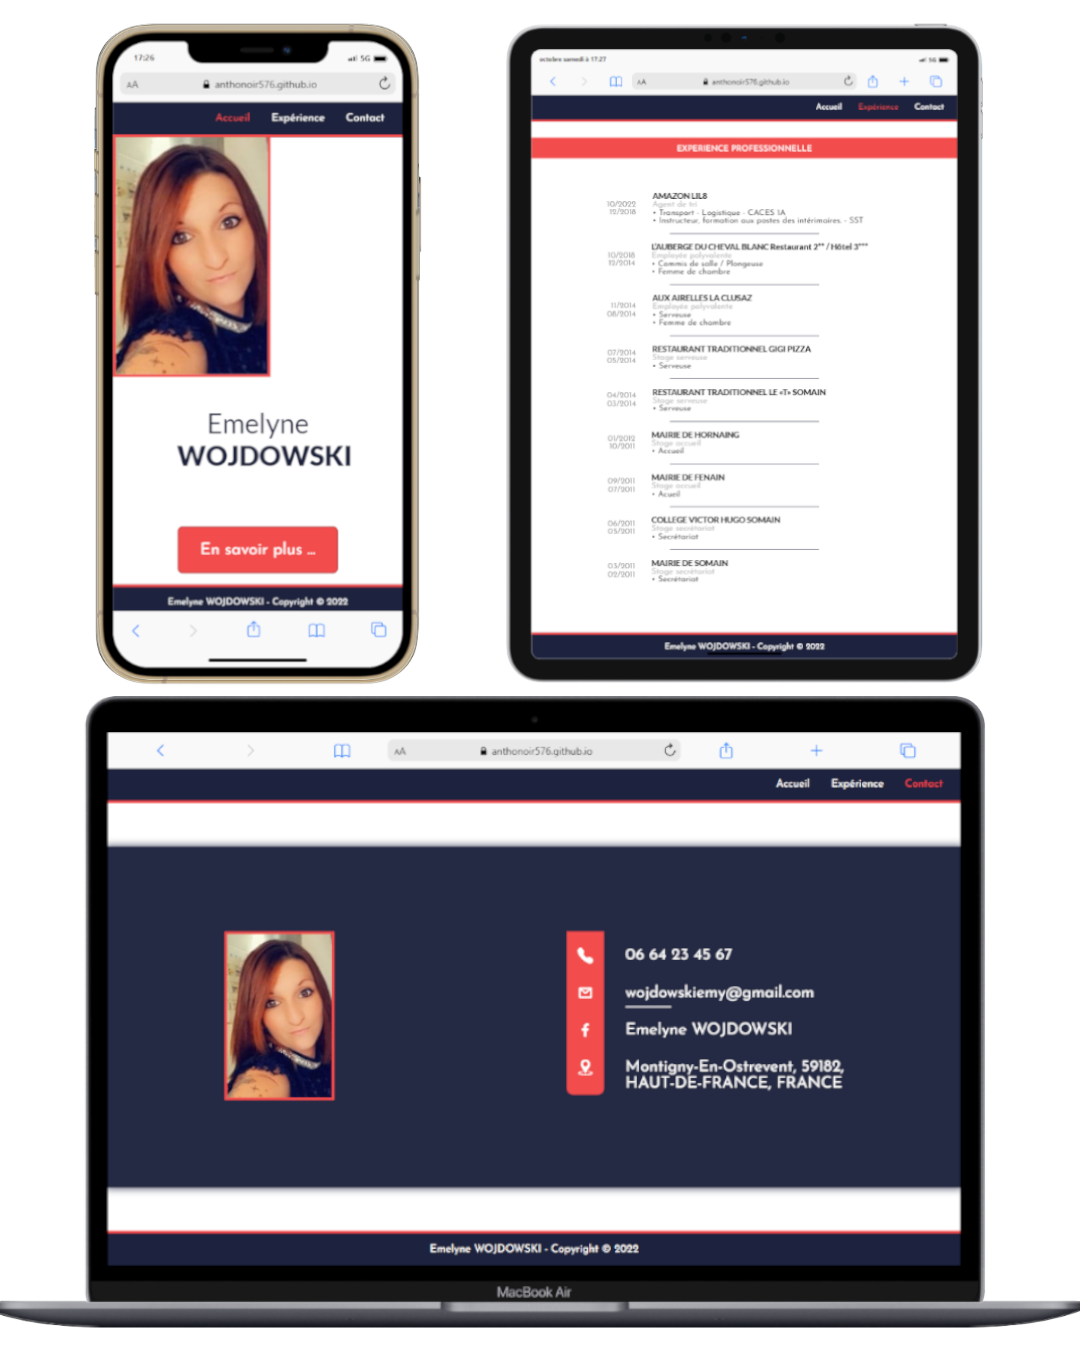 17:26
5G
AA
anthonoir576.github.io
Accueil Expérience Contact
Emelyne
WOJDOWSKI
En savoir plus ...
Emelyne WOJDOWSKI - Copyright © 2022
octobre samedi à 17:27
5G
AA
anthonoir576.github.io
Accueil Expérience Contact
EXPERIENCE PROFESSIONNELLE
10/2022
12/2018
AMAZON LIL8
Agent de tri
• Transport - Logistique - CACES 1A
• Instructeur, formation aux postes des intérimaires. - SST
10/2018
12/2014
L'AUBERGE DU CHEVAL BLANC Restaurant 2** / Hôtel 3***
Employée polyvalente
• Commis de salle / Plongeuse
• Femme de chambre
11/2014
08/2014
AUX AIRELLES LA CLUSAZ
Employée polyvalente
• Serveuse
• Femme de chambre
07/2014
05/2014
RESTAURANT TRADITIONNEL GIGI PIZZA
Stage serveuse
• Serveuse
04/2014
03/2014
RESTAURANT TRADITIONNEL LE «T» SOMAIN
Stage serveuse
• Serveuse
01/2012
10/2011
MAIRIE DE HORNAING
Stage accueil
• Accueil
09/2011
07/2011
MAIRIE DE FENAIN
Stage accueil
• Acueil
06/2011
05/2011
COLLEGE VICTOR HUGO SOMAIN
Stage secrétariat
• Secrétariat
03/2011
02/2011
MAIRIE DE SOMAIN
Stage secrétariat
• Secrétariat
Emelyne WOJDOWSKI - Copyright © 2022
AA
anthonoir576.github.io
Accueil Expérience Contact
06 64 23 45 67
wojdowskiemy@gmail.com
Emelyne WOJDOWSKI
Montigny-En-Ostrevent, 59182,
HAUT-DE-FRANCE, FRANCE
Emelyne WOJDOWSKI - Copyright © 2022
MacBook Air